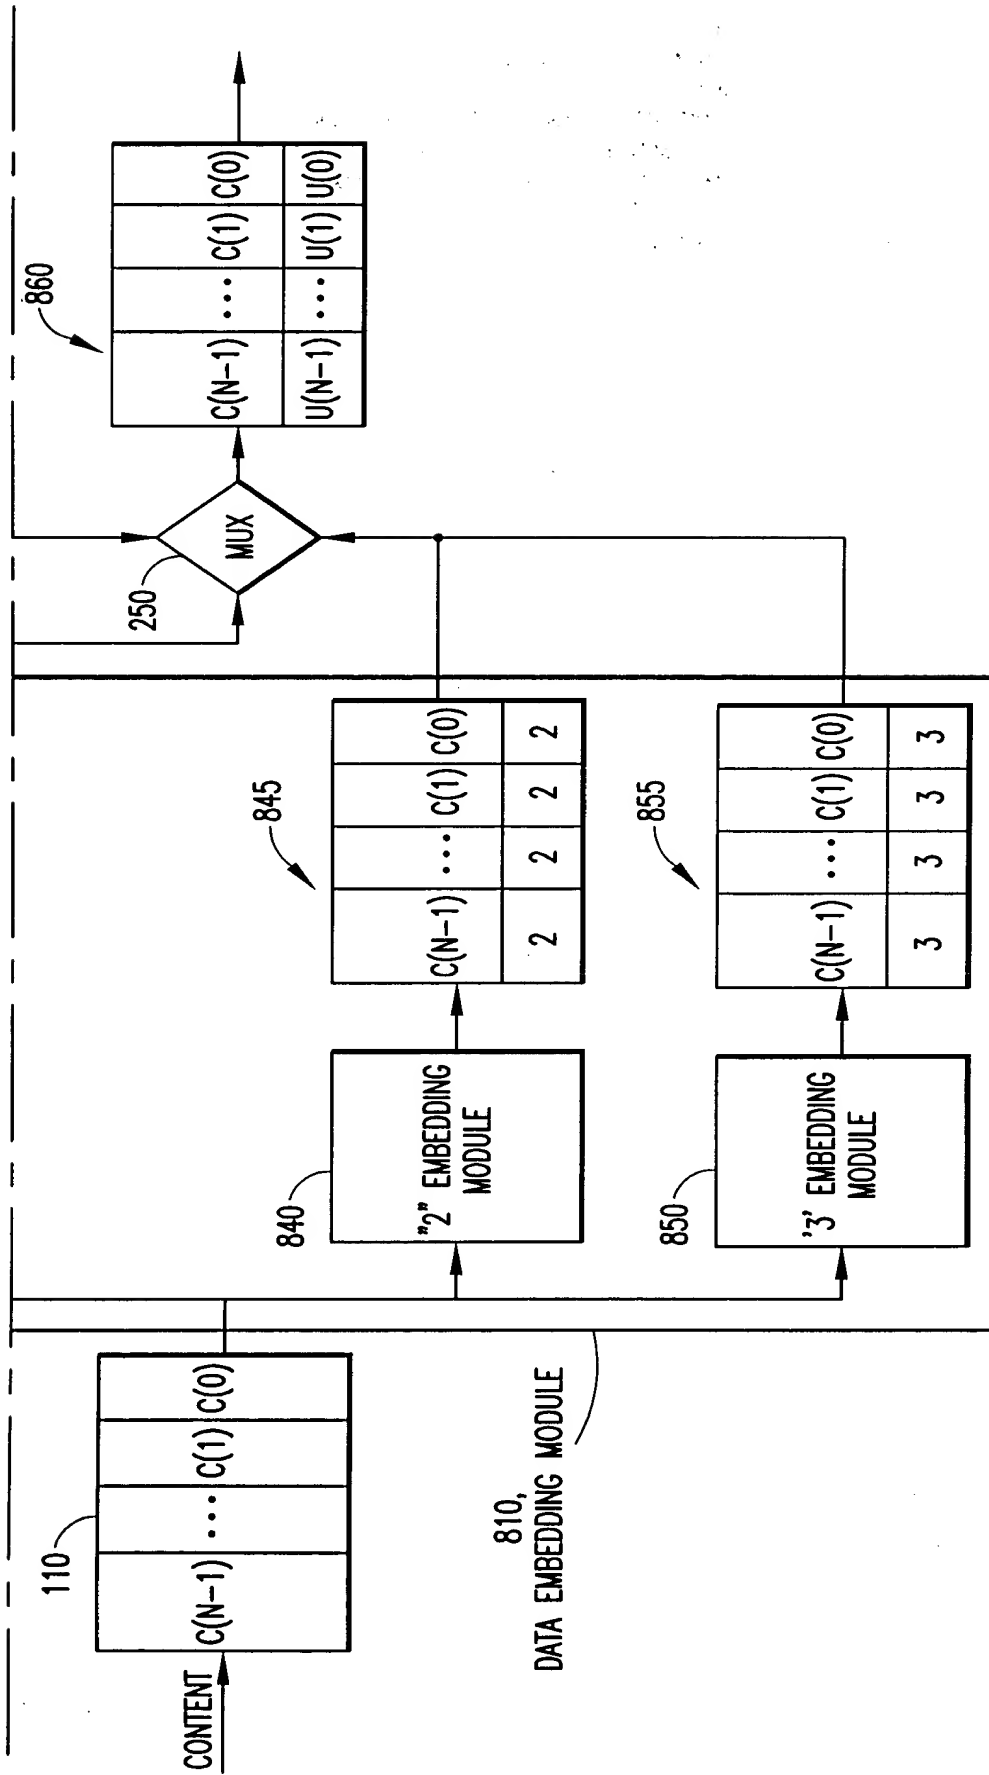 CONTENT
110
C(N-1) ... C(1) C(0)
810,
DATA EMBEDDING MODULE
840
"2" EMBEDDING
MODULE
845
C(N-1) ... C(1) C(0)
2 2 2 2
850
'3' EMBEDDING
MODULE
855
C(N-1) ... C(1) C(0)
3 3 3 3
250
MUX
860
C(N-1) ... C(1) C(0)
U(N-1) ... U(1) U(0)